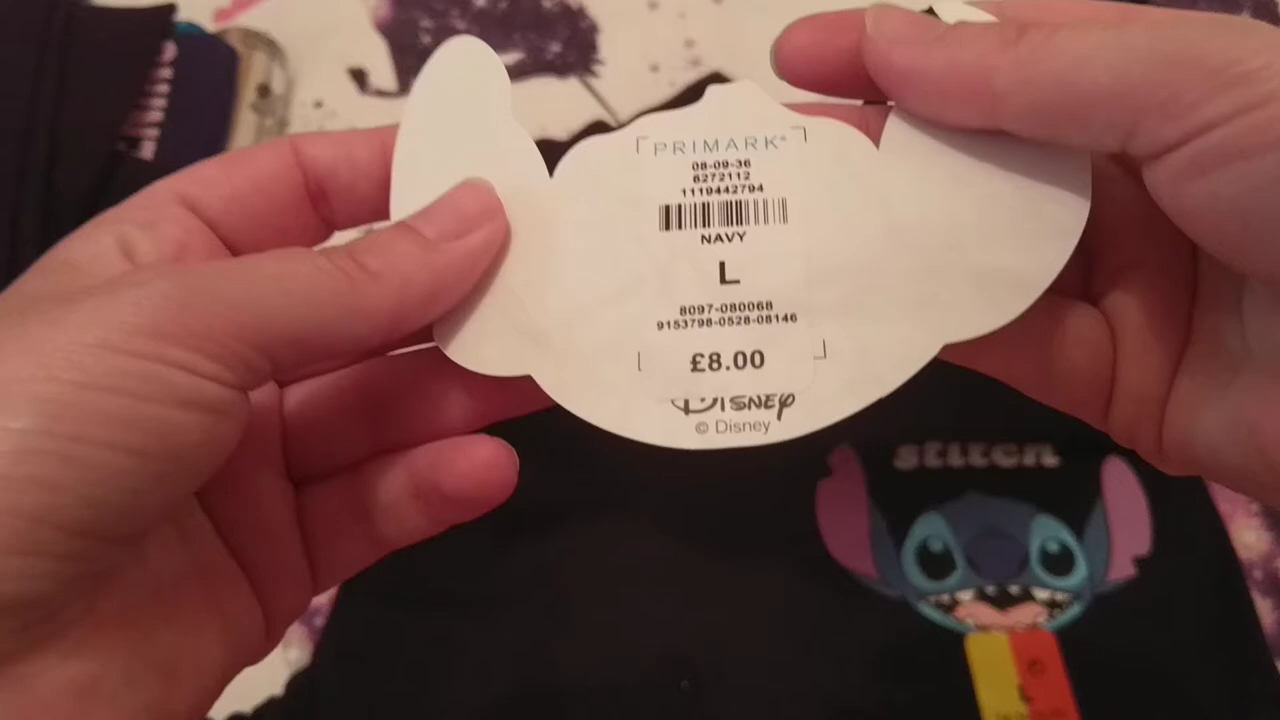 PRIMARK®
08-09-36
6272112
1119442794
NAVY
L
8097-080068
9153798-0528-08146
£8.00
Disney
© Disney
stitch